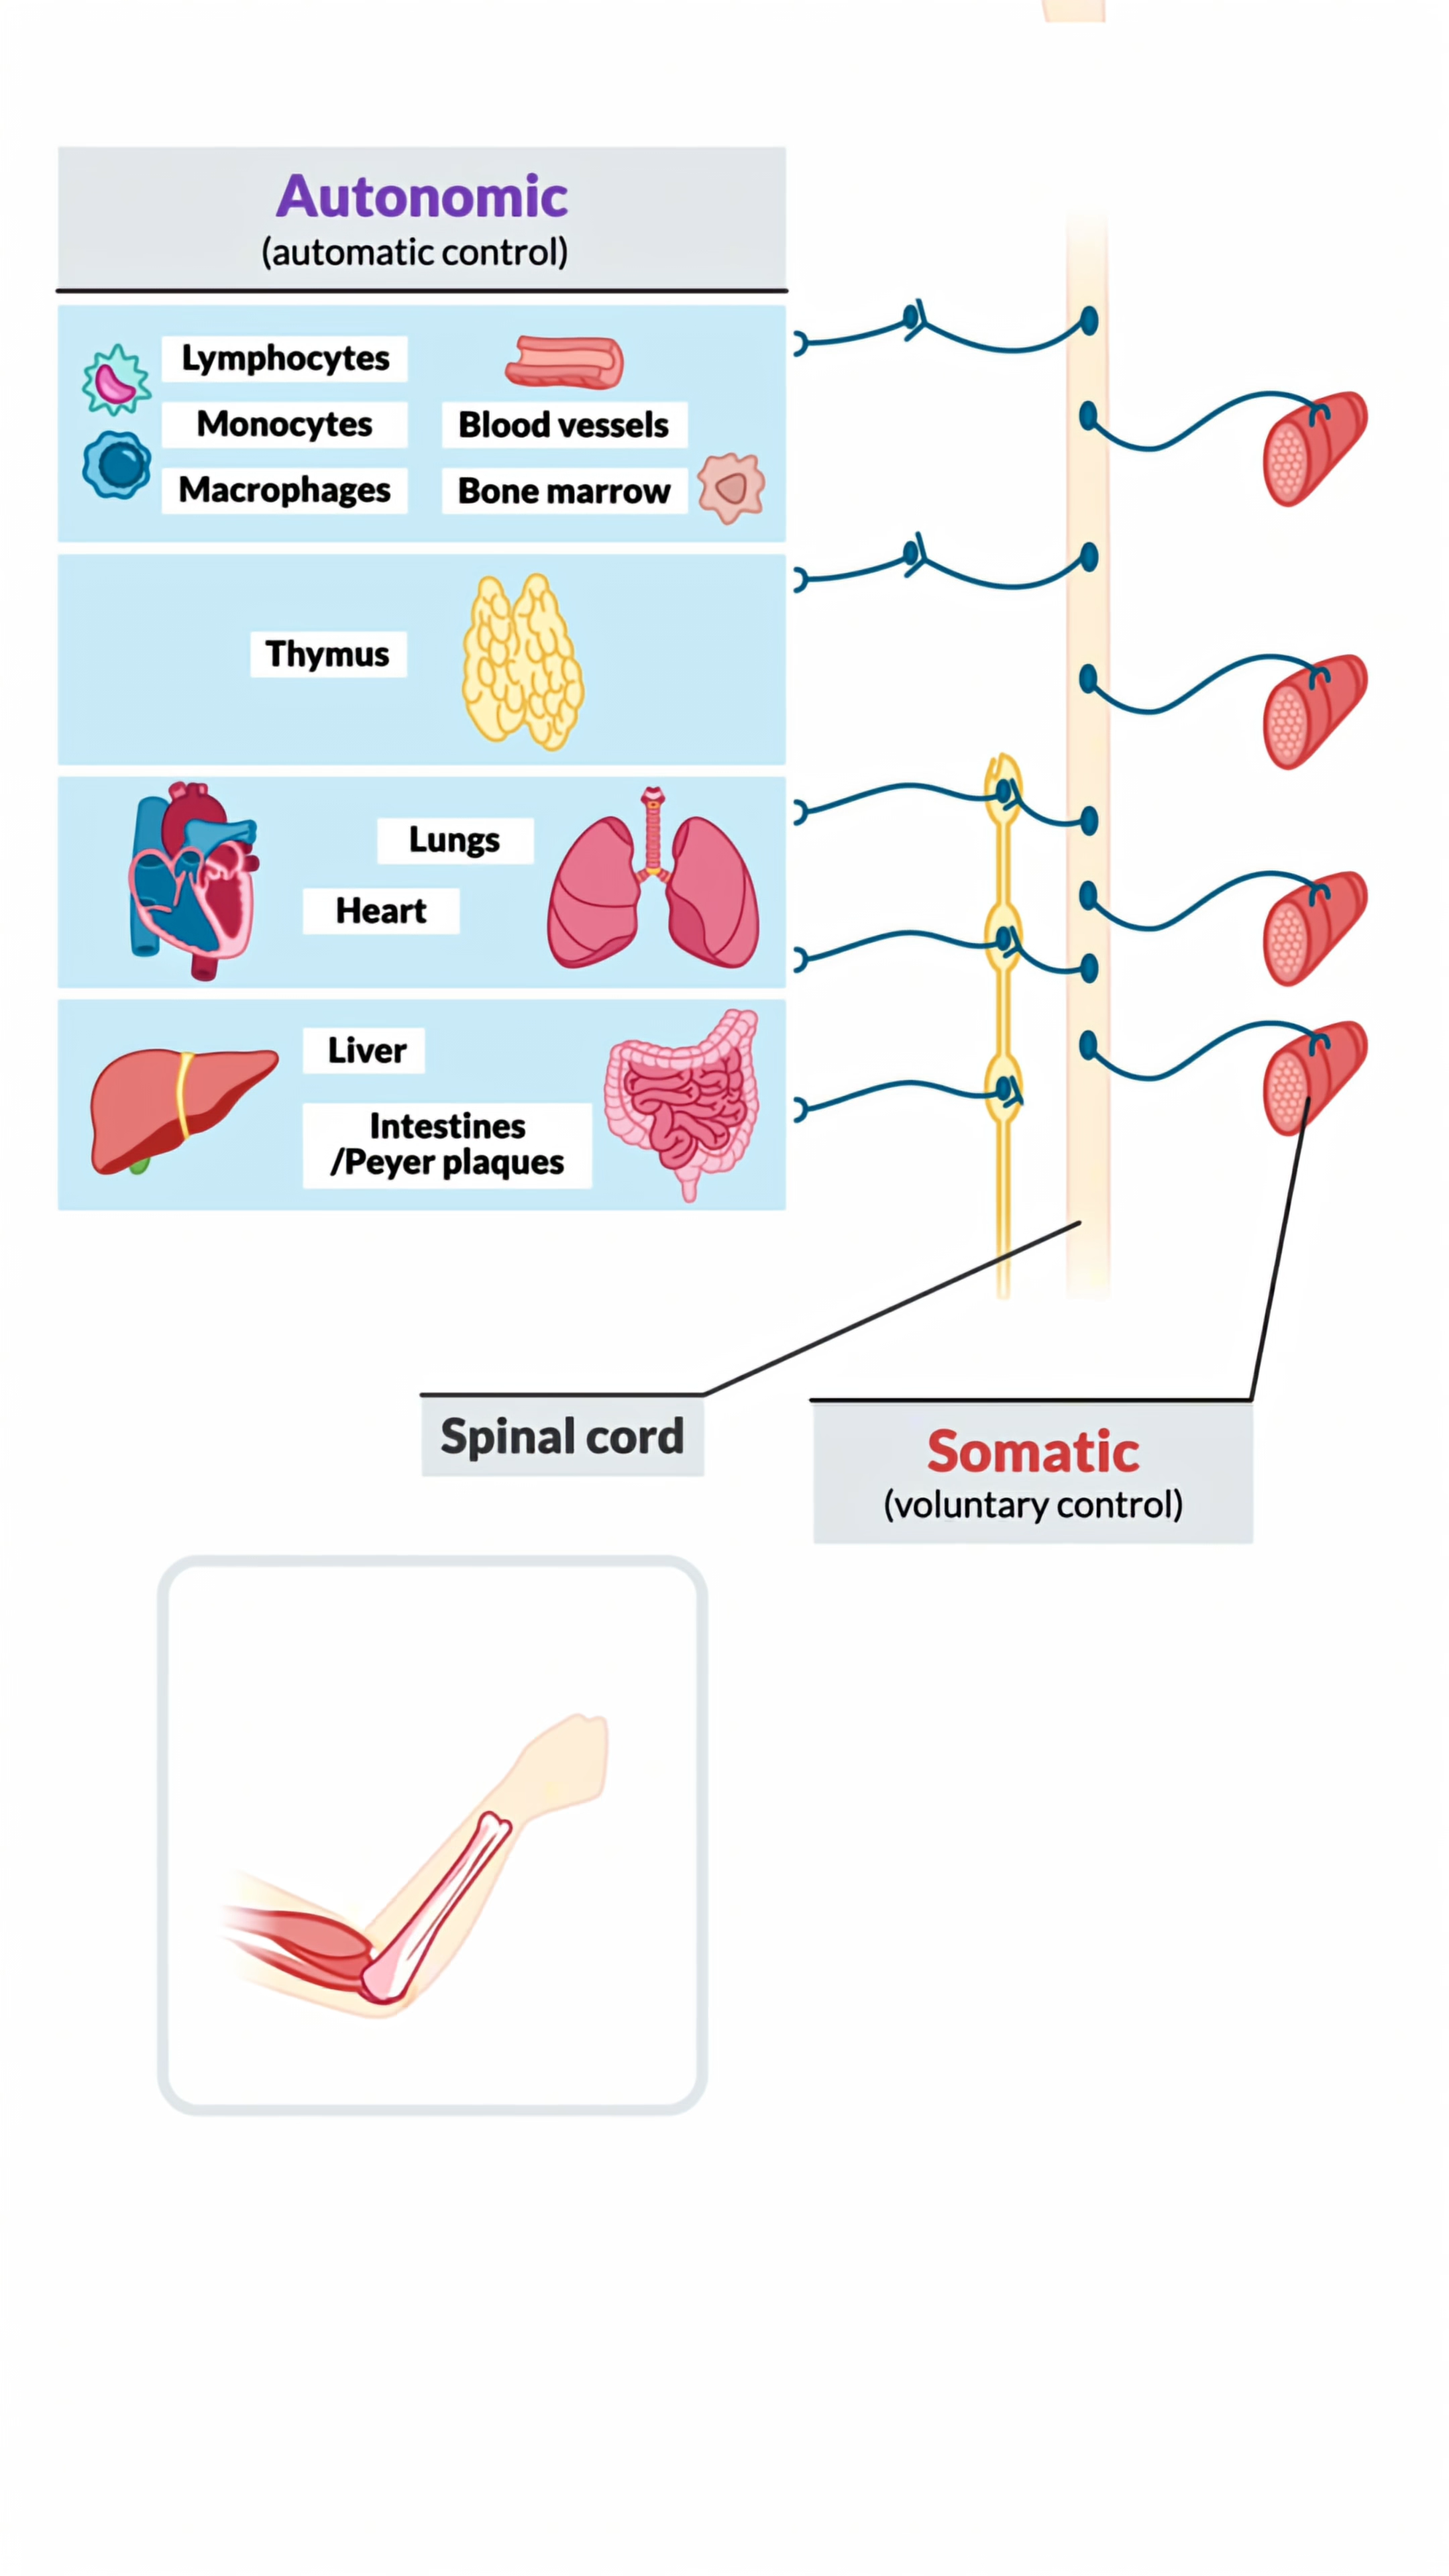 Autonomic
(automatic control)
Lymphocytes
Monocytes
Macrophages
Blood vessels
Bone marrow
Thymus
Lungs
Heart
Liver
Intestines
/Peyer plaques
Spinal cord
Somatic
(voluntary control)